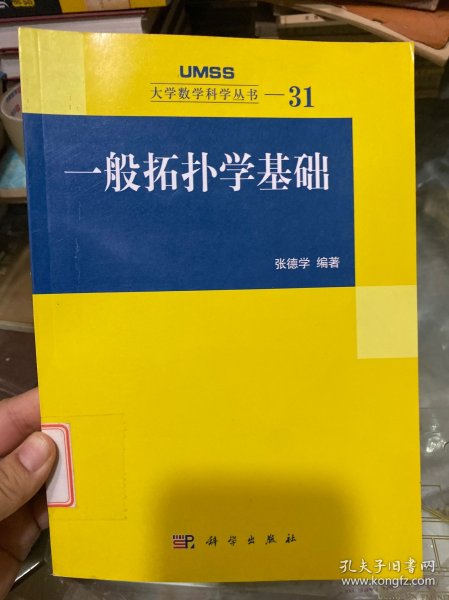 UMSS
大学数学科学丛书—31
一般拓扑学基础
张德学 编著
科学出版社
孔夫子旧书网
www.kongfz.com